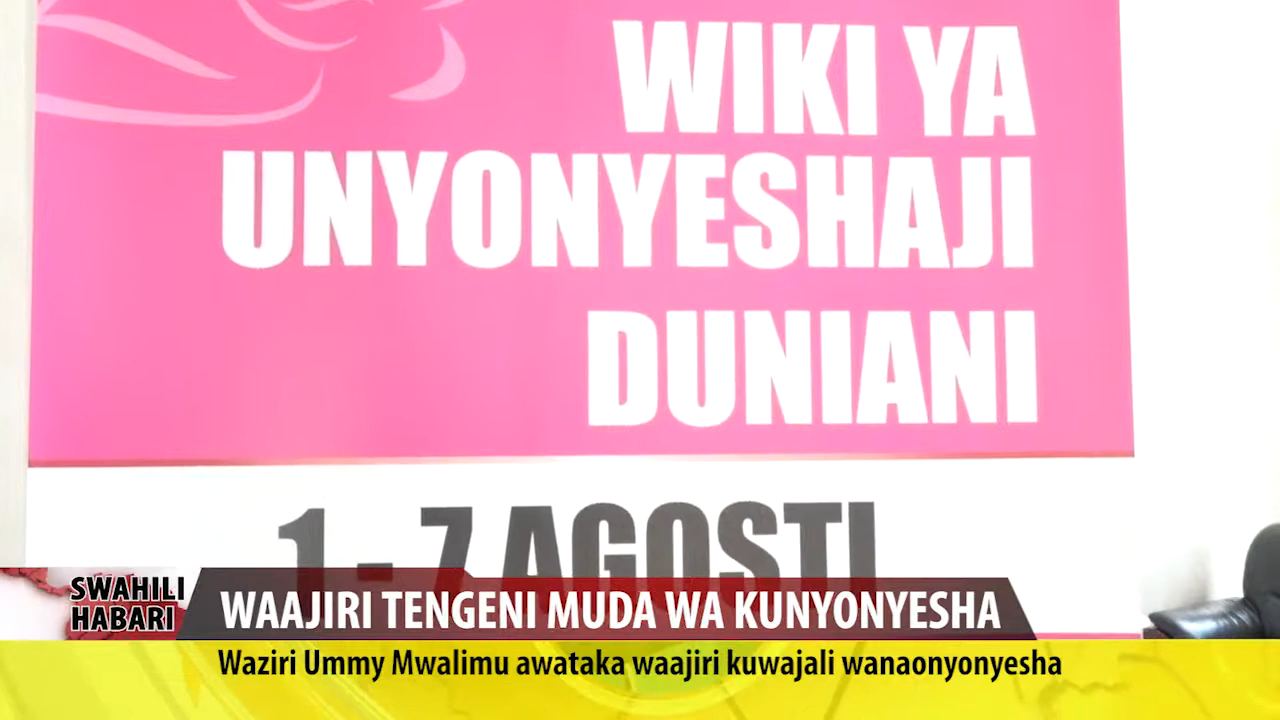 WIKI YA
UNYONYESHAJI
DUNIANI
1 - 7 AGOSTI
SWAHILI
HABARI
WAAJIRI TENGENI MUDA WA KUNYONYESHA
Waziri Ummy Mwalimu awataka waajiri kuwajali wanaonyonyesha